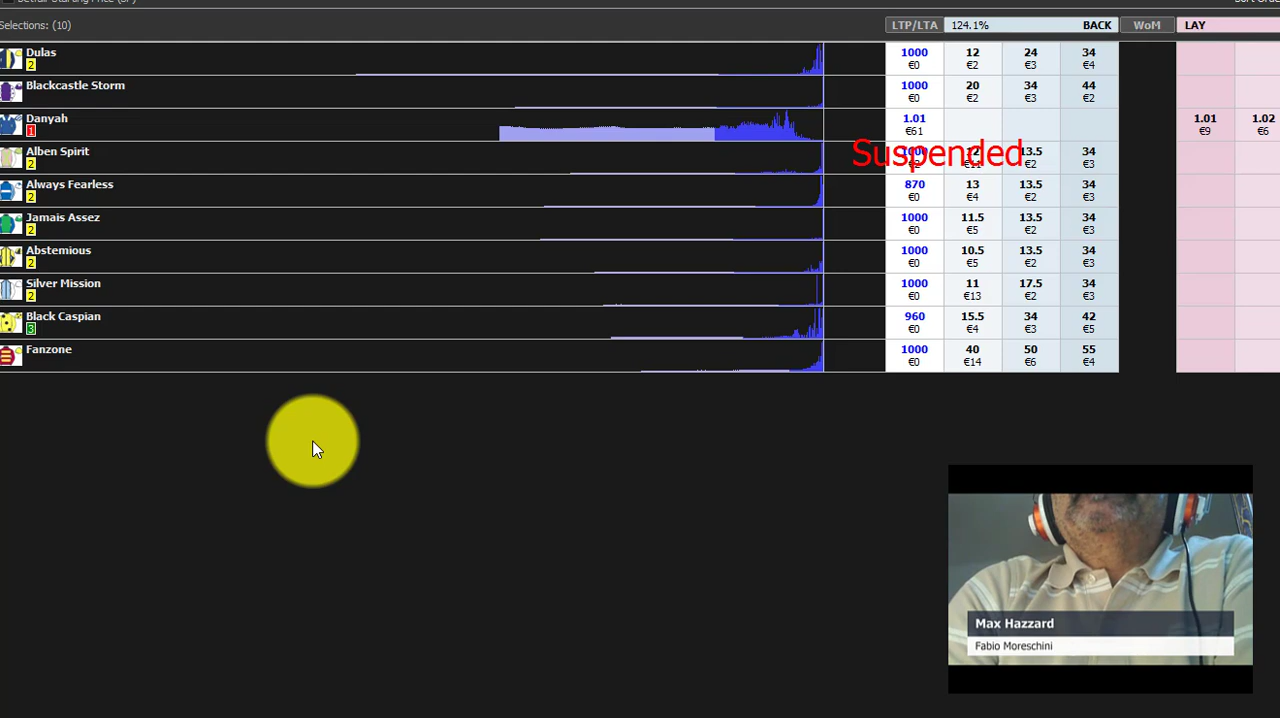 Selections: (10)
LTP/LTA 124.1% BACK WoM LAY
Dulas 1000 12 24 34
2 €0 €2 €3 €4
Blackcastle Storm 1000 20 34 44
€0 €2 €3 €2
Danyah 1.01 1.01 1.02
1 €61 €9 €6
Suspended
Alben Spirit 13.5 34
2 €2 €3
Always Fearless 870 13 13.5 34
2 €0 €4 €2 €3
Jamais Assez 1000 11.5 13.5 34
2 €0 €5 €2 €3
Abstemious 1000 10.5 13.5 34
2 €0 €5 €2 €3
Silver Mission 1000 11 17.5 34
2 €0 €13 €2 €3
Black Caspian 960 15.5 34 42
3 €0 €4 €3 €5
Fanzone 1000 40 50 55
€0 €14 €6 €4
Max Hazzard
Fabio Moreschini